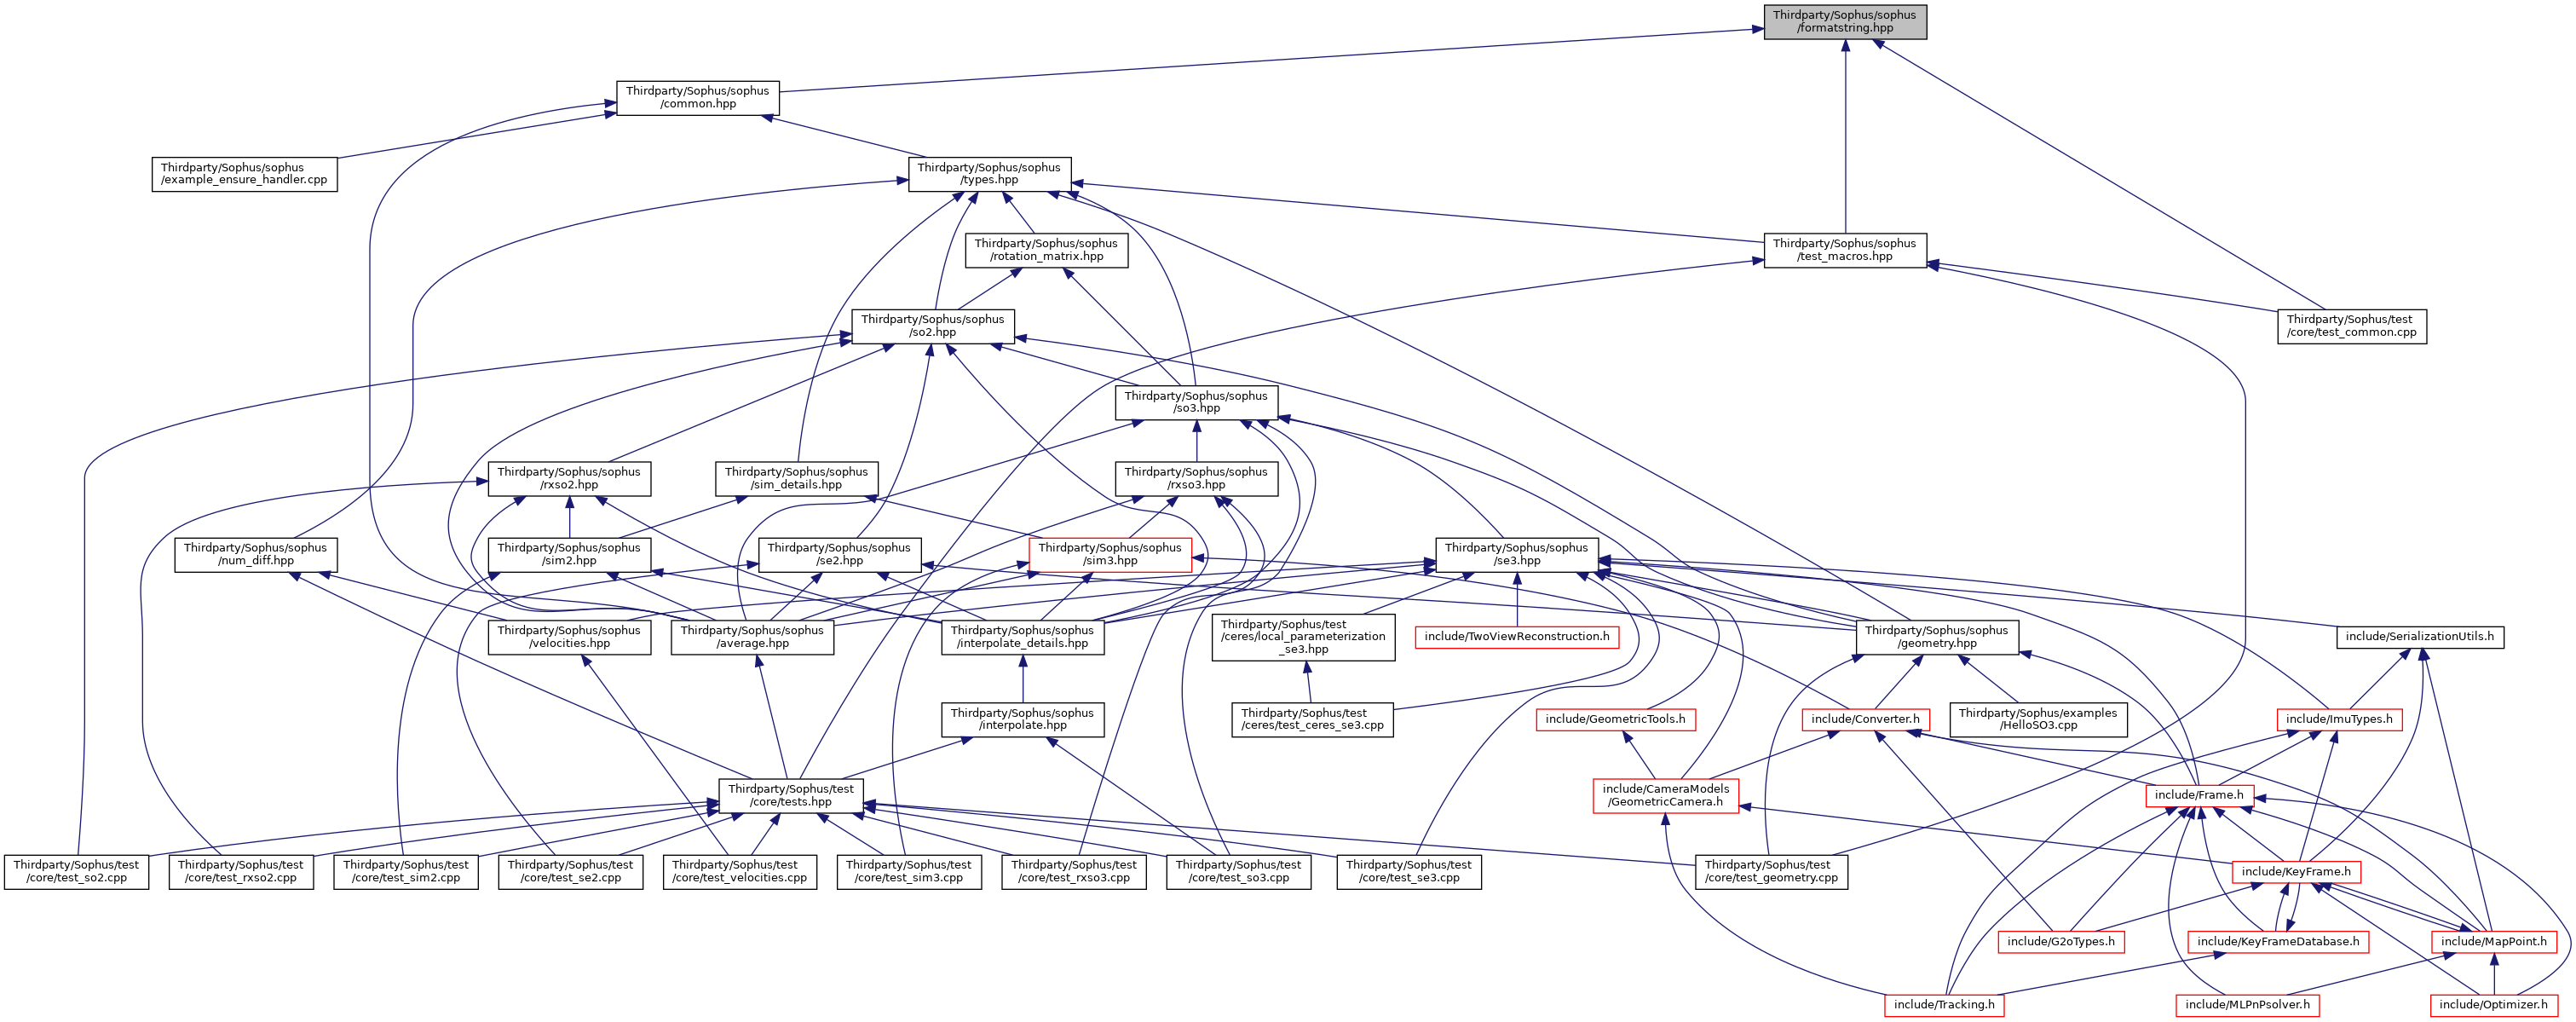 Thirdparty/Sophus/sophus
/formatstring.hpp
Thirdparty/Sophus/sophus
/common.hpp
Thirdparty/Sophus/sophus
/example_ensure_handler.cpp
Thirdparty/Sophus/sophus
/types.hpp
Thirdparty/Sophus/sophus
/rotation_matrix.hpp
Thirdparty/Sophus/sophus
/test_macros.hpp
Thirdparty/Sophus/sophus
/so2.hpp
Thirdparty/Sophus/test
/core/test_common.cpp
Thirdparty/Sophus/sophus
/so3.hpp
Thirdparty/Sophus/sophus
/rxso2.hpp
Thirdparty/Sophus/sophus
/sim_details.hpp
Thirdparty/Sophus/sophus
/rxso3.hpp
Thirdparty/Sophus/sophus
/num_diff.hpp
Thirdparty/Sophus/sophus
/sim2.hpp
Thirdparty/Sophus/sophus
/se2.hpp
Thirdparty/Sophus/sophus
/sim3.hpp
Thirdparty/Sophus/sophus
/se3.hpp
Thirdparty/Sophus/sophus
/velocities.hpp
Thirdparty/Sophus/sophus
/average.hpp
Thirdparty/Sophus/sophus
/interpolate_details.hpp
Thirdparty/Sophus/test
/ceres/local_parameterization
_se3.hpp
include/TwoViewReconstruction.h
Thirdparty/Sophus/sophus
/geometry.hpp
include/SerializationUtils.h
Thirdparty/Sophus/sophus
/interpolate.hpp
Thirdparty/Sophus/test
/ceres/test_ceres_se3.cpp
include/GeometricTools.h
include/Converter.h
Thirdparty/Sophus/examples
/HelloSO3.cpp
include/ImuTypes.h
Thirdparty/Sophus/test
/core/tests.hpp
include/CameraModels
/GeometricCamera.h
include/Frame.h
Thirdparty/Sophus/test
/core/test_so2.cpp
Thirdparty/Sophus/test
/core/test_rxso2.cpp
Thirdparty/Sophus/test
/core/test_sim2.cpp
Thirdparty/Sophus/test
/core/test_se2.cpp
Thirdparty/Sophus/test
/core/test_velocities.cpp
Thirdparty/Sophus/test
/core/test_sim3.cpp
Thirdparty/Sophus/test
/core/test_rxso3.cpp
Thirdparty/Sophus/test
/core/test_so3.cpp
Thirdparty/Sophus/test
/core/test_se3.cpp
Thirdparty/Sophus/test
/core/test_geometry.cpp
include/KeyFrame.h
include/G2oTypes.h
include/KeyFrameDatabase.h
include/MapPoint.h
include/Tracking.h
include/MLPnPsolver.h
include/Optimizer.h